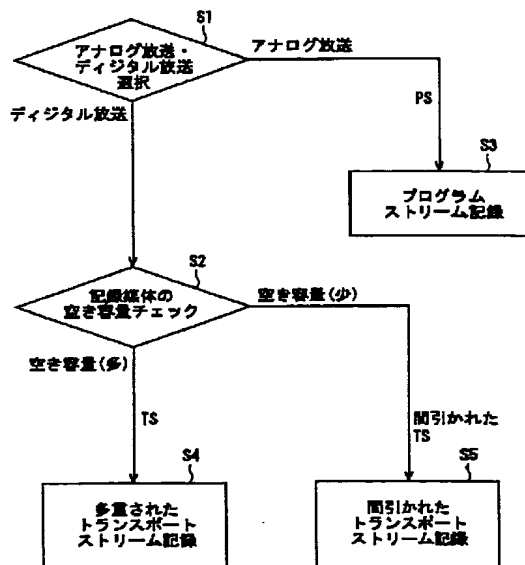 S1
アナログ放送・
ディジタル放送
選択
アナログ放送
ディジタル放送
PS
S3
プログラム
ストリーム記録
S2
記録媒体の
空き容量チェック
空き容量(少)
空き容量(多)
TS
間引かれた
TS
S4
多重された
トランスポート
ストリーム記録
S5
間引かれた
トランスポート
ストリーム記録